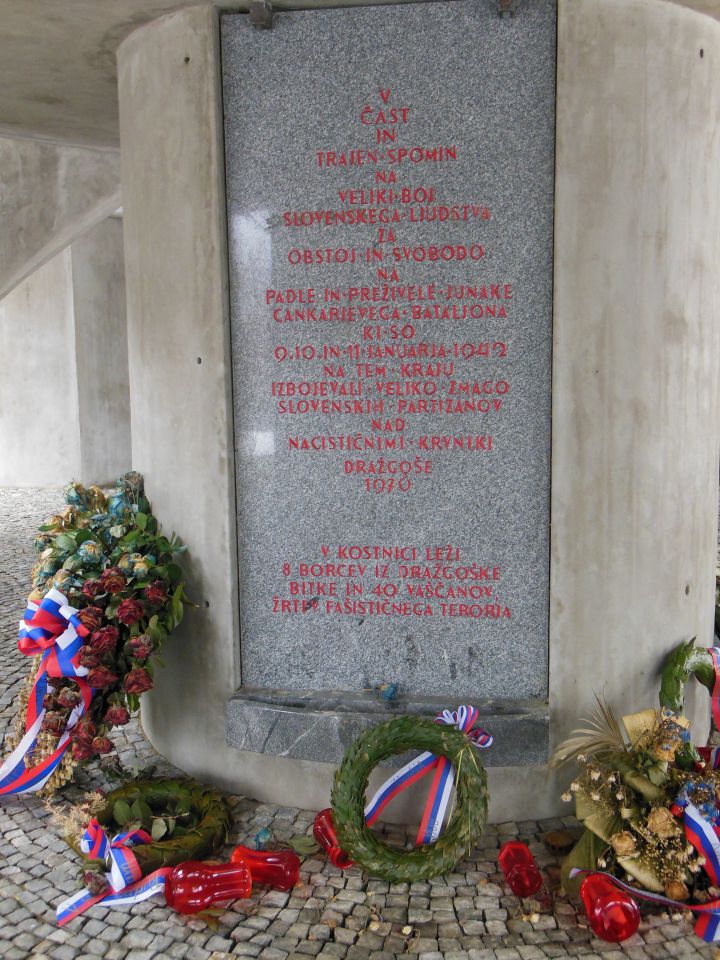 V
ČAST
IN
TRAJEN·SPOMIN
NA
VELIKI·BOJ
SLOVENSKEGA·LJUDSTVA
ZA
OBSTOJ·IN·SVOBODO
NA
PADLE·IN·PREŽIVELE·JUNAKE
CANKARJEVEGA·BATALJONA
KI·SO
9.10.IN·11·JANUARJA·1942
NA TEM·KRAJU
IZBOJEVALI·VELIKO ZMAGO
SLOVENSKIH·PARTIZANOV
NAD
NACISTIČNIMI·KRVNIKI
DRAŽGOŠE
1976
V KOSTNICI LEŽI
8 BORCEV IZ DRAŽGOŠKE
BITKE IN 40 VAŠČANOV
ŽRTEV FAŠISTIČNEGA TERORJA